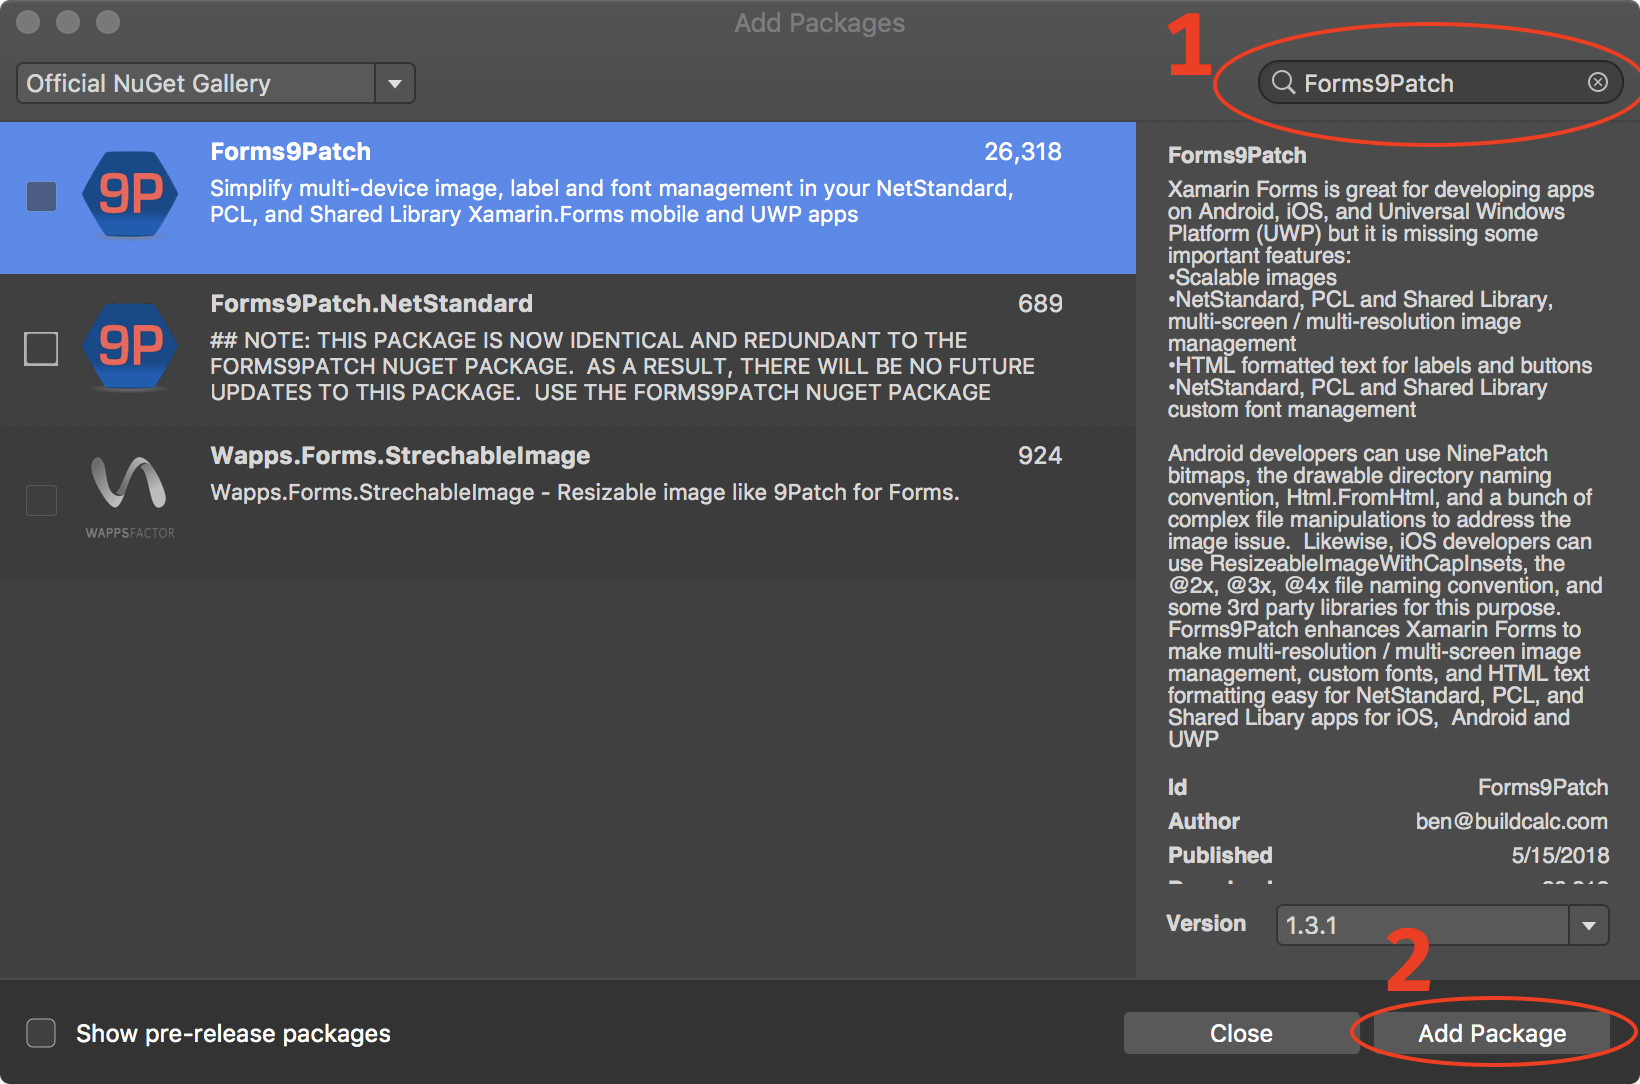 Add Packages
Official NuGet Gallery
1
Forms9Patch
9P
Forms9Patch
26,318
Simplify multi-device image, label and font management in your NetStandard,
PCL, and Shared Library Xamarin.Forms mobile and UWP apps
9P
Forms9Patch.NetStandard
689
## NOTE: THIS PACKAGE IS NOW IDENTICAL AND REDUNDANT TO THE
FORMS9PATCH NUGET PACKAGE.  AS A RESULT, THERE WILL BE NO FUTURE
UPDATES TO THIS PACKAGE.  USE THE FORMS9PATCH NUGET PACKAGE
WAPPSFACTOR
Wapps.Forms.StrechableImage
924
Wapps.Forms.StrechableImage - Resizable image like 9Patch for Forms.
Forms9Patch
Xamarin Forms is great for developing apps
on Android, iOS, and Universal Windows
Platform (UWP) but it is missing some
important features:
•Scalable images
•NetStandard, PCL and Shared Library,
multi-screen / multi-resolution image
management
•HTML formatted text for labels and buttons
•NetStandard, PCL and Shared Library
custom font management
Android developers can use NinePatch
bitmaps, the drawable directory naming
convention, Html.FromHtml, and a bunch of
complex file manipulations to address the
image issue.  Likewise, iOS developers can
use ResizeableImageWithCapInsets, the
@2x, @3x, @4x file naming convention, and
some 3rd party libraries for this purpose.
Forms9Patch enhances Xamarin Forms to
make multi-resolution / multi-screen image
management, custom fonts, and HTML text
formatting easy for NetStandard, PCL, and
Shared Libary apps for iOS,  Android and
UWP
Id Forms9Patch
Author ben@buildcalc.com
Published 5/15/2018
Version 1.3.1
2
Show pre-release packages
Close
Add Package